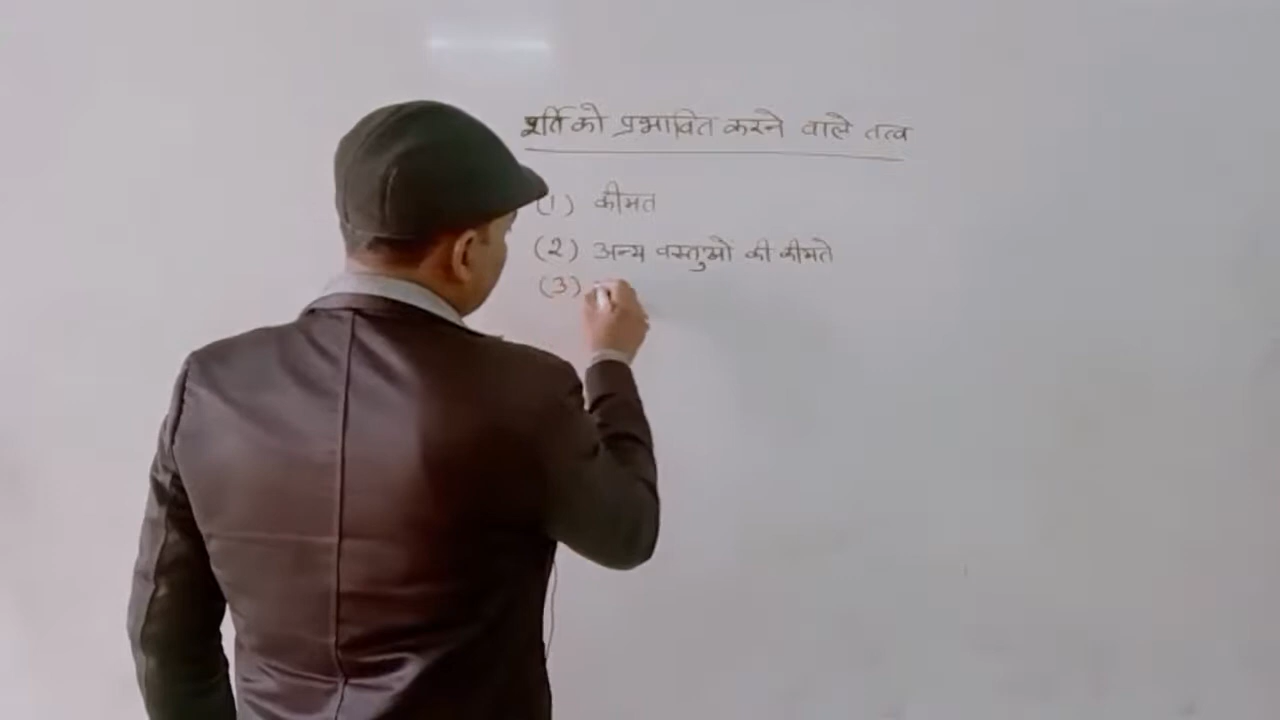 पूर्ति को प्रभावित करने वाले तत्व
(1) कीमत
(2) अन्य वस्तुओं की कीमते
(3)